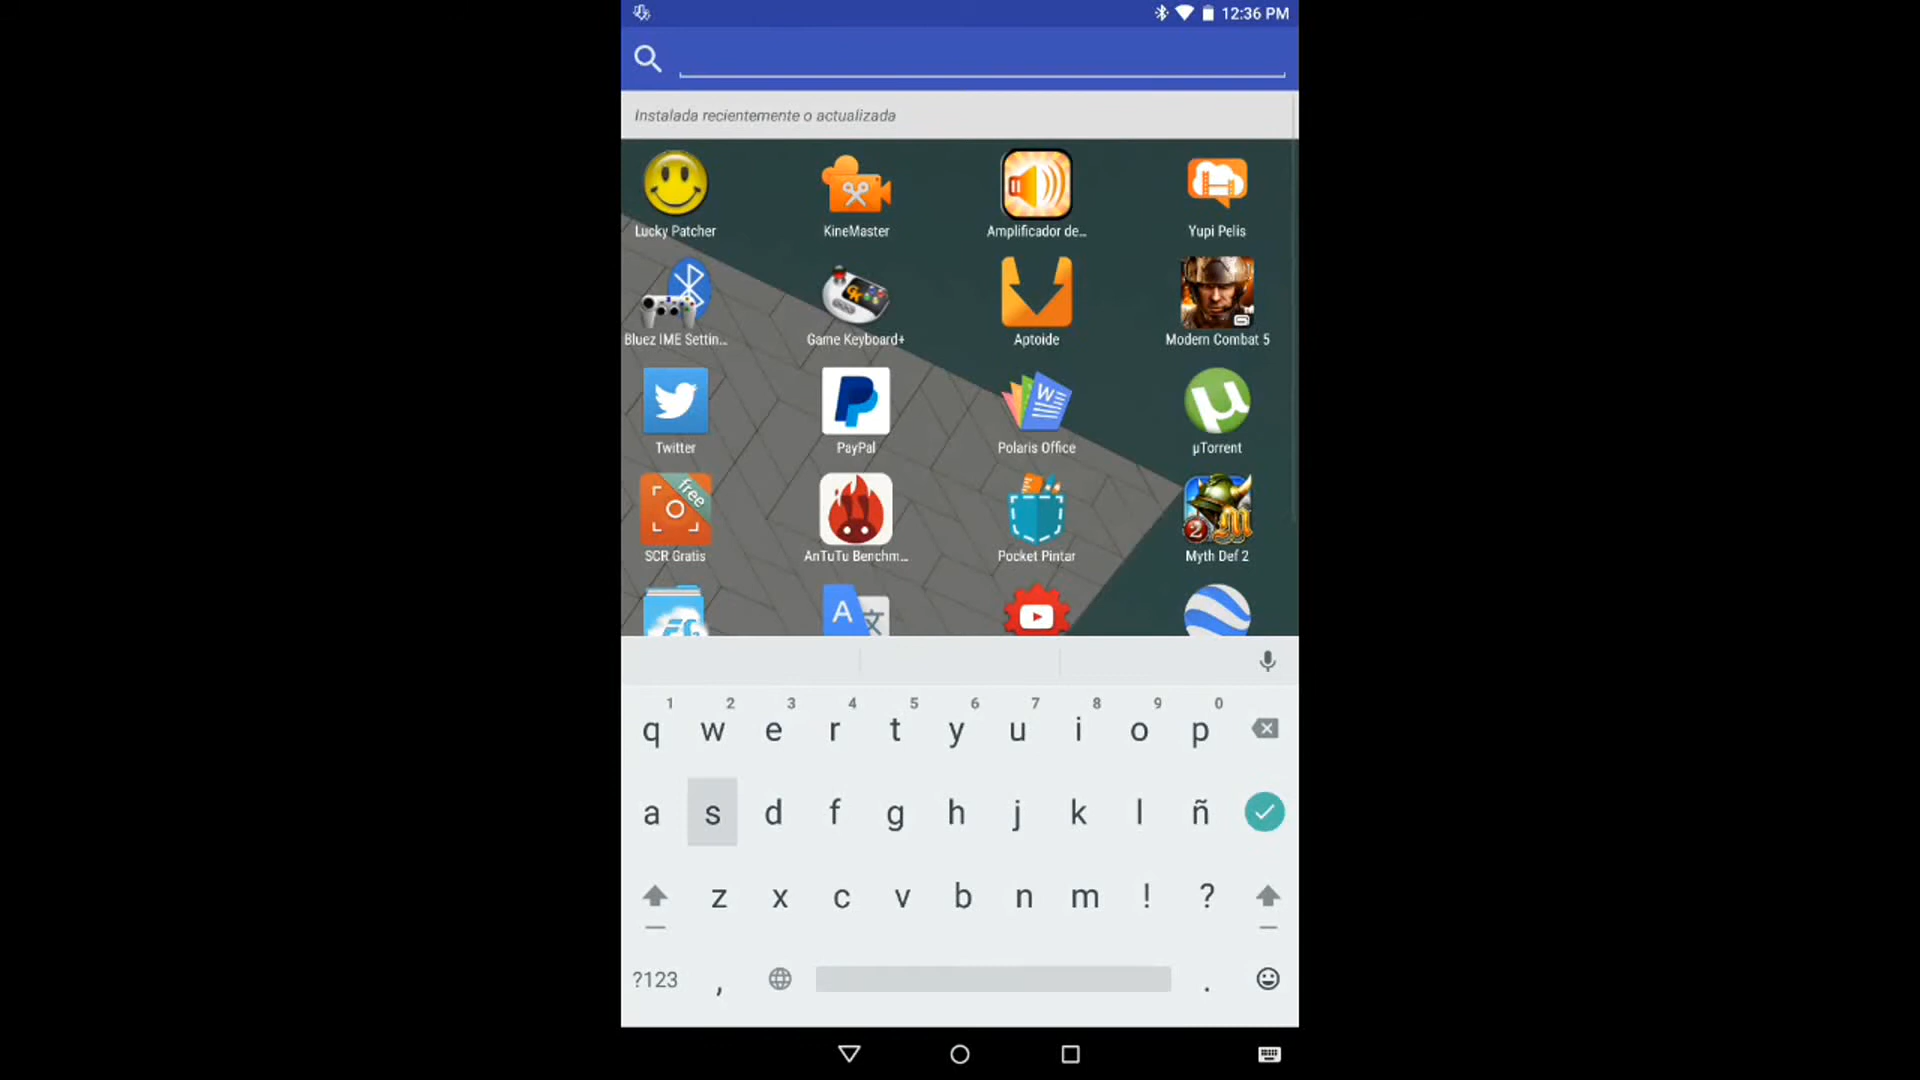 12:36 PM
Instalada recientemente o actualizada
Lucky Patcher
KineMaster
Amplificador de...
Yupi Pelis
Bluez IME Settin...
Game Keyboard+
Aptoide
Modern Combat 5
Twitter
PayPal
Polaris Office
µTorrent
free
SCR Gratis
AnTuTu Benchm...
Pocket Pintar
Myth Def 2
1 2 3 4 5 6 7 8 9 0
q w e r t y u i o p
a s d f g h j k l ñ
z x c v b n m ! ?
?123 , .